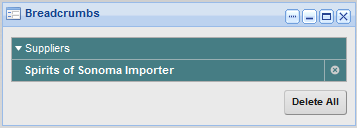 Breadcrumbs
Suppliers
Spirits of Sonoma Importer
Delete All